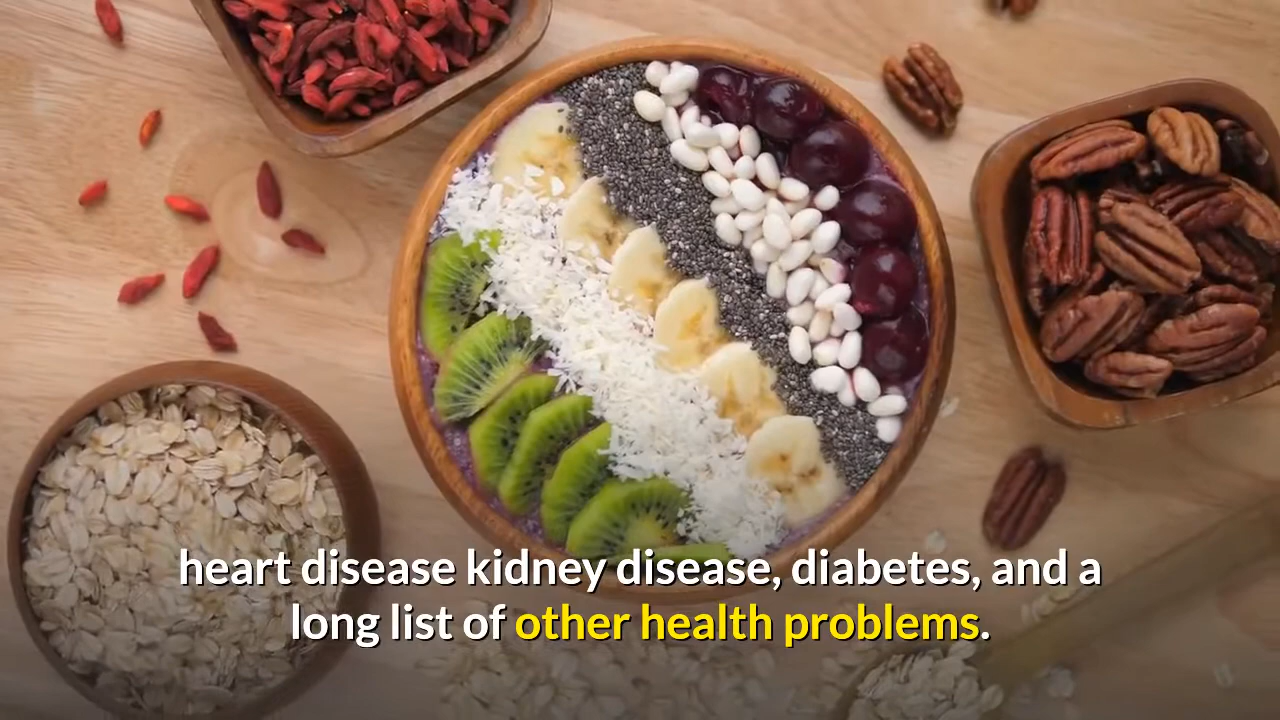 heart disease kidney disease, diabetes, and a
long list of other health problems.